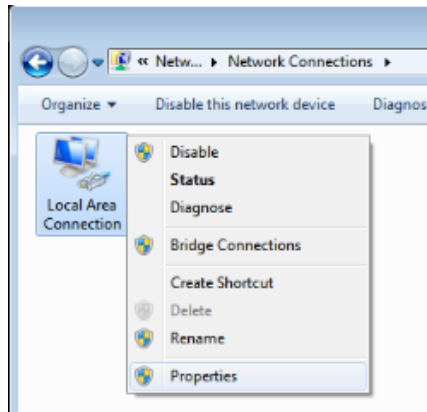 « Netw... ▸ Network Connections ▸
Organize ▾ Disable this network device Diagnos
Local Area
Connection
Disable
Status
Diagnose
Bridge Connections
Create Shortcut
Delete
Rename
Properties